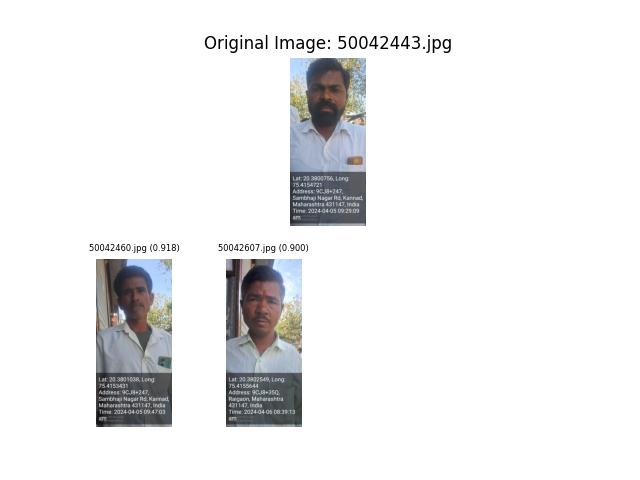 Original Image: 50042443.jpg
Lat: 20.3800756, Long:
75.4154721
Address: 9CJ8+247,
Sambhaji Nagar Rd, Kannad,
Maharashtra 431147, India
Time: 2024-04-05 09:29:09
am
50042460.jpg (0.918)
Lat: 20.3801038, Long:
75.4153431
Address: 9CJ8+247,
Sambhaji Nagar Rd, Kannad,
Maharashtra 431147, India
Time: 2024-04-05 09:47:03
am
50042607.jpg (0.900)
Lat: 20.3802549, Long:
75.4155644
Address: 9CJ8+35Q,
Raigaon, Maharashtra
431147, India
Time: 2024-04-06 08:39:13
am